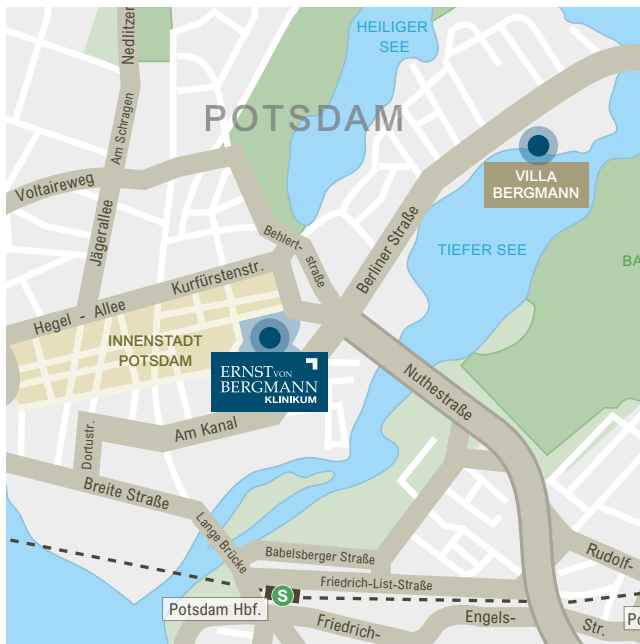 HEILIGER
SEE
Nedlitzer
Am Schragen
POTSDAM
VILLA
BERGMANN
Voltaireweg
Jägerallee
Behlert-
straße
Berliner Straße
TIEFER SEE
BA
Kurfürstenstr.
Hegel - Allee
INNENSTADT
POTSDAM
ERNST VON
BERGMANN
KLINIKUM
Nuthestraße
Am Kanal
Dortustr.
Breite Straße
Lange Brücke
Babelsberger Straße
Rudolf-
Friedrich-List-Straße
S
Potsdam Hbf.
Friedrich-
Engels-
Str.